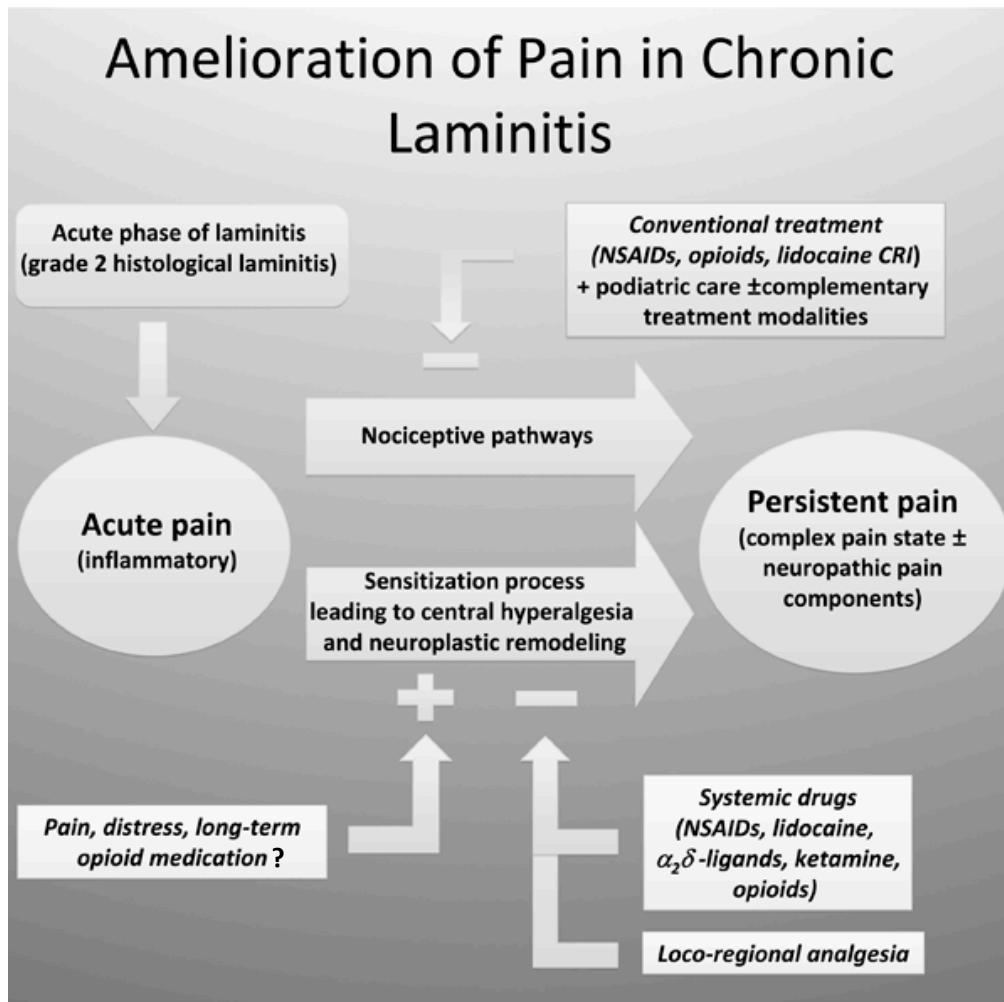 Amelioration of Pain in Chronic
Laminitis
Acute phase of laminitis
(grade 2 histological laminitis)
Conventional treatment
(NSAIDs, opioids, lidocaine CRI)
+ podiatric care ±complementary
treatment modalities
Nociceptive pathways
Acute pain
(inflammatory)
Persistent pain
(complex pain state ±
neuropathic pain
components)
Sensitization process
leading to central hyperalgesia
and neuroplastic remodeling
Pain, distress, long-term
opioid medication ?
Systemic drugs
(NSAIDs, lidocaine,
α₂δ-ligands, ketamine,
opioids)
Loco-regional analgesia